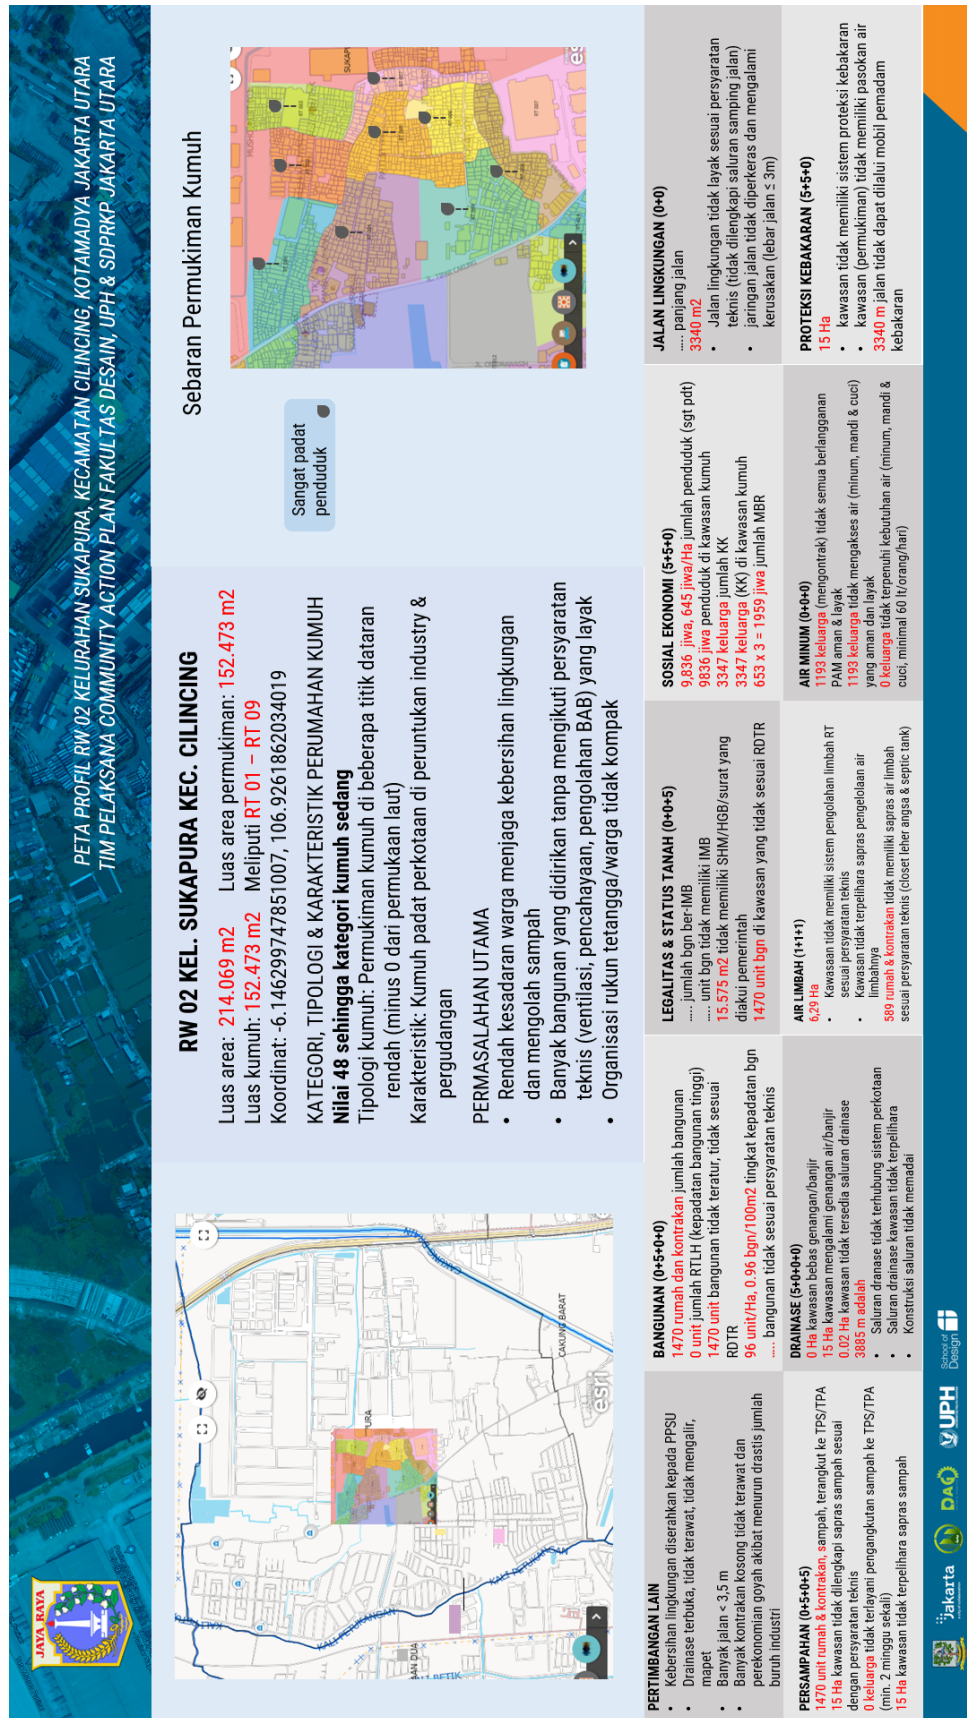 PETA PROFIL RW 02 KELURAHAN SUKAPURA, KECAMATAN CILINCING, KOTAMADYA JAKARTA UTARA
TIM PELAKSANA COMMUNITY ACTION PLAN FAKULTAS DESAIN, UPH & SDPRKP JAKARTA UTARA
JAYA RAYA
RW 02 KEL. SUKAPURA KEC. CILINCING
Luas area: 214.069 m2 Luas area permukiman: 152.473 m2
Luas kumuh: 152.473 m2 Meliputi RT 01 – RT 09
Koordinat: -6.146299747851007, 106.92618620340​19
KATEGORI, TIPOLOGI & KARAKTERISTIK PERUMAHAN KUMUH
Nilai 48 sehingga kategori kumuh sedang
Tipologi kumuh: Permukiman kumuh di beberapa titik dataran
rendah (minus 0 dari permukaan laut)
Karakteristik: Kumuh padat perkotaan di peruntukan industry &
pergudangan
PERMASALAHAN UTAMA
• Rendah kesadaran warga menjaga kebersihan lingkungan
dan mengolah sampah
• Banyak bangunan yang didirikan tanpa mengikuti persyaratan
teknis (ventilasi, pencahayaan, pengolahan BAB) yang layak
• Organisasi rukun tetangga/warga tidak kompak
Sebaran Permukiman Kumuh
Sangat padat
penduduk
CAKUNG BARAT
KALI PETUKANGAN
KALI PETUKANGAN
CAKUNG DRAIN
PURA
AAN DUA
BETIK
esri
PERTIMBANGAN LAIN
• Kebersihan lingkungan diserahkan kepada PPSU
• Drainase terbuka, tidak terawat, tidak mengalir,
mapet
• Banyak jalan < 3,5 m
• Banyak kontrakan kosong tidak terawat dan
perekonomian goyah akibat menurun drastis jumlah
buruh industri
BANGUNAN (0+5+0+0)
1470 rumah dan kontrakan jumlah bangunan
0 unit jumlah RTLH (kepadatan bangunan tinggi)
1470 unit bangunan tidak teratur, tidak sesuai
RDTR
96 unit/Ha, 0.96 bgn/100m2 tingkat kepadatan bgn
..... bangunan tidak sesuai persyaratan teknis
LEGALITAS & STATUS TANAH (0+0+5)
..... jumlah bgn ber-IMB
..... unit bgn tidak memiliki IMB
15.575 m2 tidak memiliki SHM/HGB/surat yang
diakui pemerintah
1470 unit bgn di kawasan yang tidak sesuai RDTR
SOSIAL EKONOMI (5+5+0)
9,836 jiwa, 645 jiwa/Ha jumlah penduduk (sgt pdt)
9836 jiwa penduduk di kawasan kumuh
3347 keluarga jumlah KK
3347 keluarga (KK) di kawasan kumuh
653 x 3 = 1959 jiwa jumlah MBR
JALAN LINGKUNGAN (0+0)
..... panjang jalan
3340 m2
• Jalan lingkungan tidak layak sesuai persyaratan
teknis (tidak dilengkapi saluran samping jalan)
• jaringan jalan tidak diperkeras dan mengalami
kerusakan (lebar jalan ≤ 3m)
PERSAMPAHAN (0+5+0+5)
1470 unit rumah & kontrakan, sampah, terangkut ke TPS/TPA
15 Ha kawasan tidak dilengkapi sapras sampah sesuai
dengan persyaratan teknis
0 keluarga tidak terlayani pengangkutan sampah ke TPS/TPA
(min. 2 minggu sekali)
15 Ha kawasan tidak terpelihara sapras sampah
DRAINASE (5+0+0+0)
0 Ha kawasan bebas genangan/banjir
15 Ha kawasan mengalami genangan air/banjir
0.02 Ha kawasan tidak tersedia saluran drainase
3885 m adalah
• Saluran dranase tidak terhubung sistem perkotaan
• Saluran drainase kawasan tidak terpelihara
• Konstruksi saluran tidak memadai
AIR LIMBAH (1+1+1)
6,29 Ha
• Kawasaan tidak memiliki sistem pengolahan limbah RT
sesuai persyaratan teknis
• Kawasan tidak terpelihara sapras pengelolaan air
limbahnya
589 rumah & kontrakan tidak memiliki sapras air limbah
sesuai persyaratan teknis (closet leher angsa & septic tank)
AIR MINUM (0+0+0)
1193 keluarga (mengontrak) tidak semua berlangganan
PAM aman & layak
1193 keluarga tidak mengakses air (minum, mandi & cuci)
yang aman dan layak
0 keluarga tidak terpenuhi kebutuhan air (minum, mandi &
cuci, minimal 60 lt/orang/hari)
PROTEKSI KEBAKARAN (5+5+0)
15 Ha
• kawasan tidak memiliki sistem proteksi kebakaran
• kawasan (permukiman) tidak memiliki pasokan air
3340 m jalan tidak dapat dilalui mobil pemadam
kebakaran
Jakarta
DAG
UPH
School of
Design